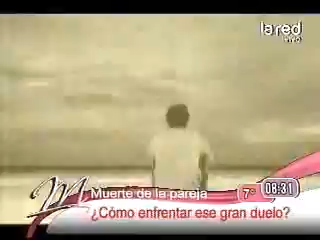 la red
Muerte de la pareja
7°
08:31
¿Cómo enfrentar ese gran duelo?